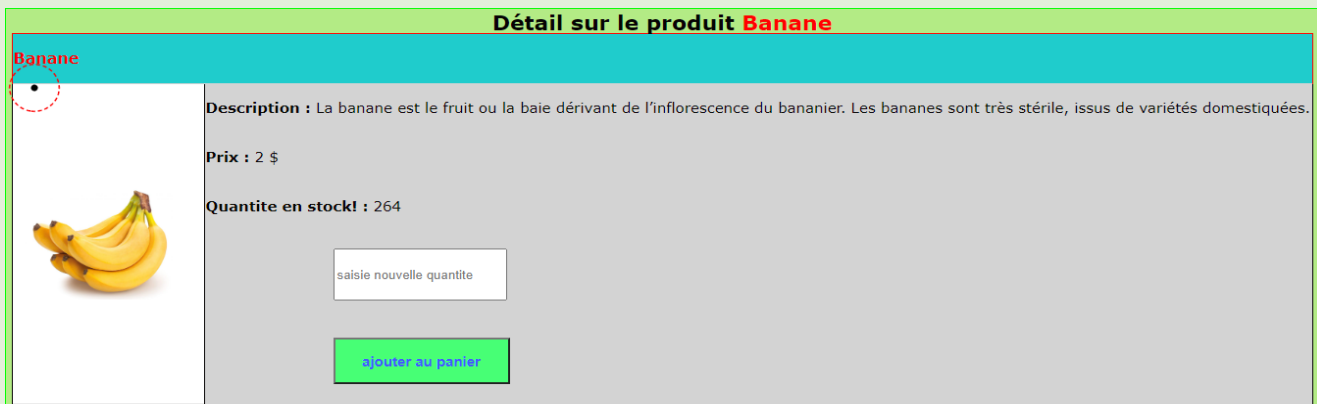 Détail sur le produit Banane
Banane
Description : La banane est le fruit ou la baie dérivant de l’inflorescence du bananier. Les bananes sont très stérile, issus de variétés domestiquées.
Prix : 2 $
Quantite en stock! : 264
saisie nouvelle quantite
ajouter au panier